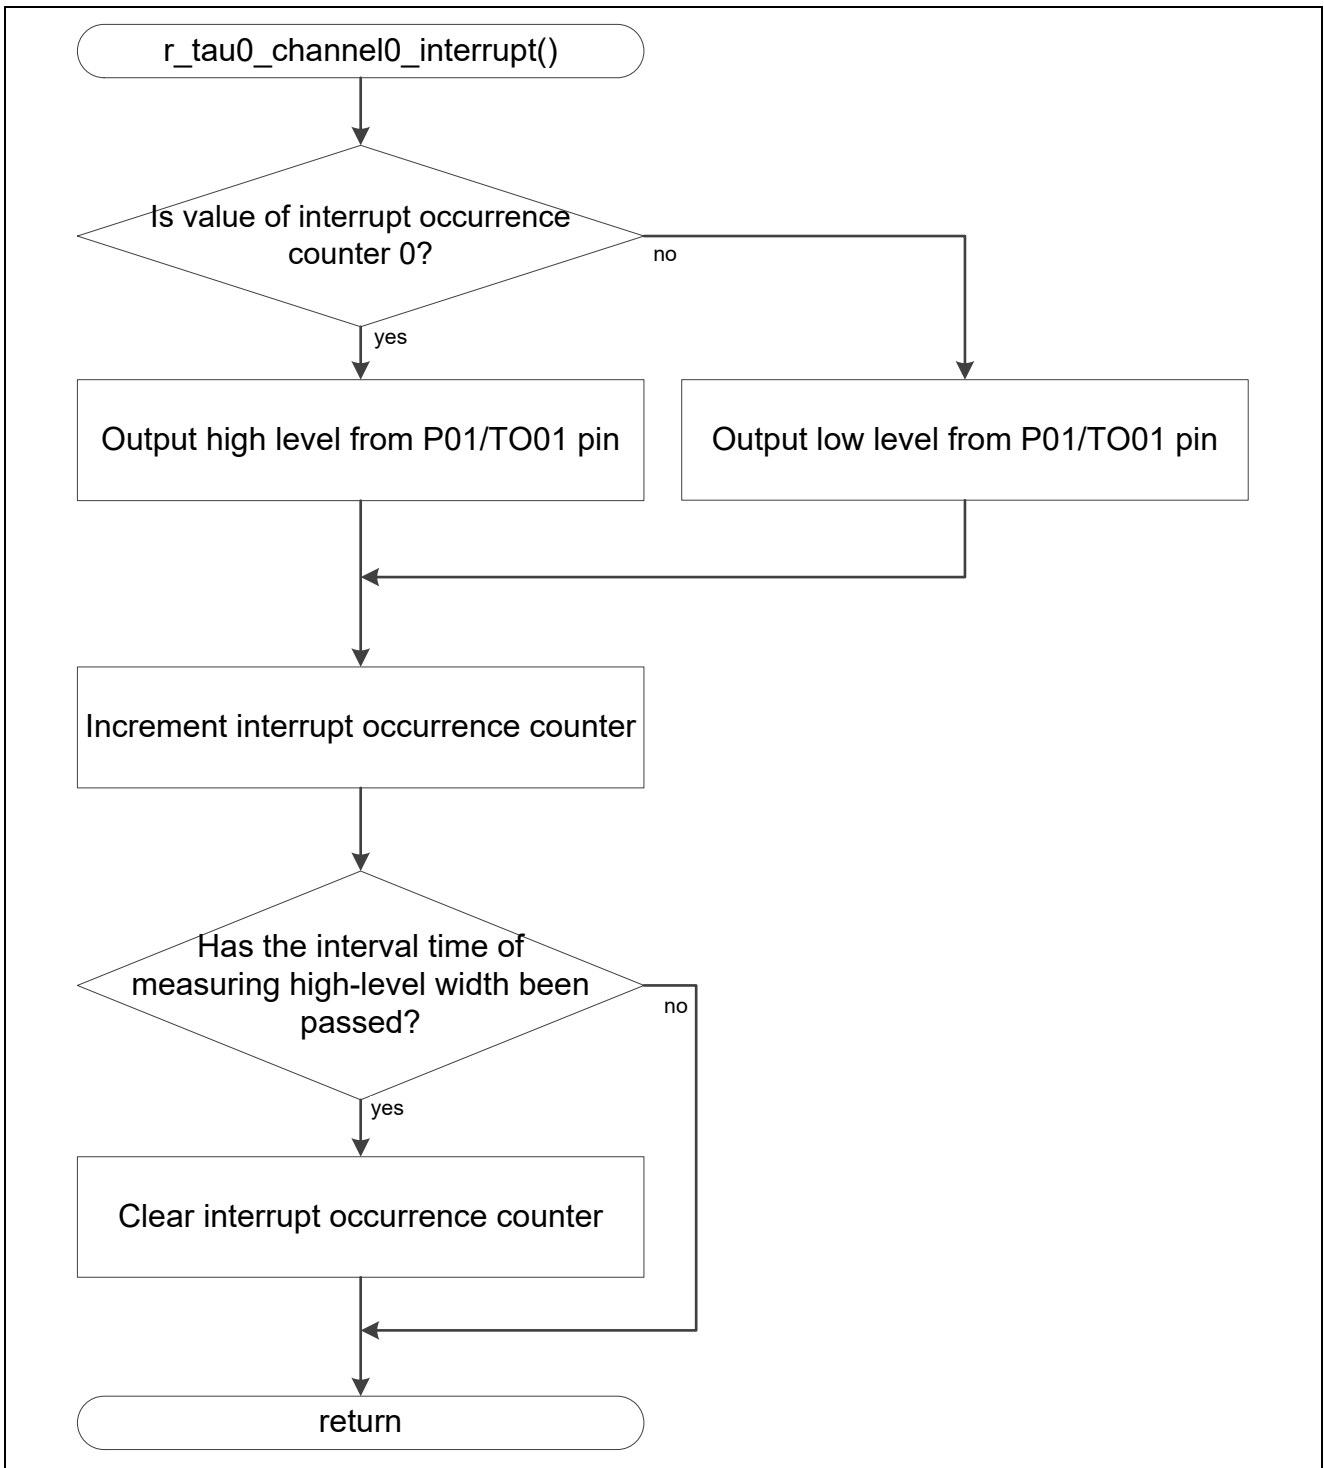 r_tau0_channel0_interrupt()
Is value of interrupt occurrence
counter 0?
no
yes
Output high level from P01/TO01 pin
Output low level from P01/TO01 pin
Increment interrupt occurrence counter
Has the interval time of
measuring high-level width been
passed?
no
yes
Clear interrupt occurrence counter
return